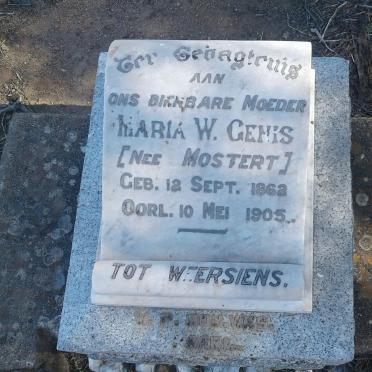 Ter Gedagtenis
AAN
ONS DIERBARE MOEDER
MARIA W. GENIS
[NEE MOSTERT]
GEB. 12 SEPT. 1862
OORL. 10 MEI 1905.
TOT WEERSIENS.